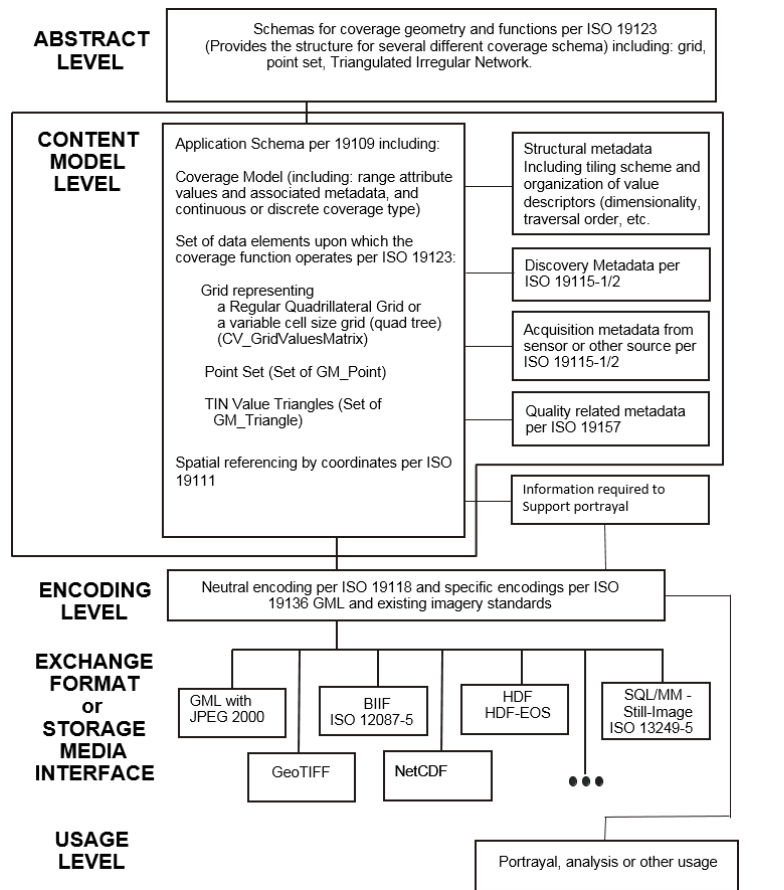 ABSTRACT
LEVEL
Schemas for coverage geometry and functions per ISO 19123
(Provides the structure for several different coverage schema) including: grid,
point set, Triangulated Irregular Network.
CONTENT
MODEL
LEVEL
Application Schema per 19109 including:
Coverage Model (including: range attribute
values and associated metadata, and
continuous or discrete coverage type)
Set of data elements upon which the
coverage function operates per ISO 19123:
Grid representing
a Regular Quadrillateral Grid or
a variable cell size grid (quad tree)
(CV_GridValuesMatrix)
Point Set (Set of GM_Point)
TIN Value Triangles (Set of
GM_Triangle)
Spatial referencing by coordinates per ISO
19111
Structural metadata
Including tiling scheme and
organization of value
descriptors (dimensionality,
traversal order, etc.
Discovery Metadata per
ISO 19115-1/2
Acquisition metadata from
sensor or other source per
ISO 19115-1/2
Quality related metadata
per ISO 19157
Information required to
Support portrayal
ENCODING
LEVEL
Neutral encoding per ISO 19118 and specific encodings per ISO
19136 GML and existing imagery standards
EXCHANGE
FORMAT
or
STORAGE
MEDIA
INTERFACE
GML with
JPEG 2000
BIIF
ISO 12087-5
HDF
HDF-EOS
SQL/MM -
Still-Image
ISO 13249-5
GeoTIFF
NetCDF
●●●
USAGE
LEVEL
Portrayal, analysis or other usage